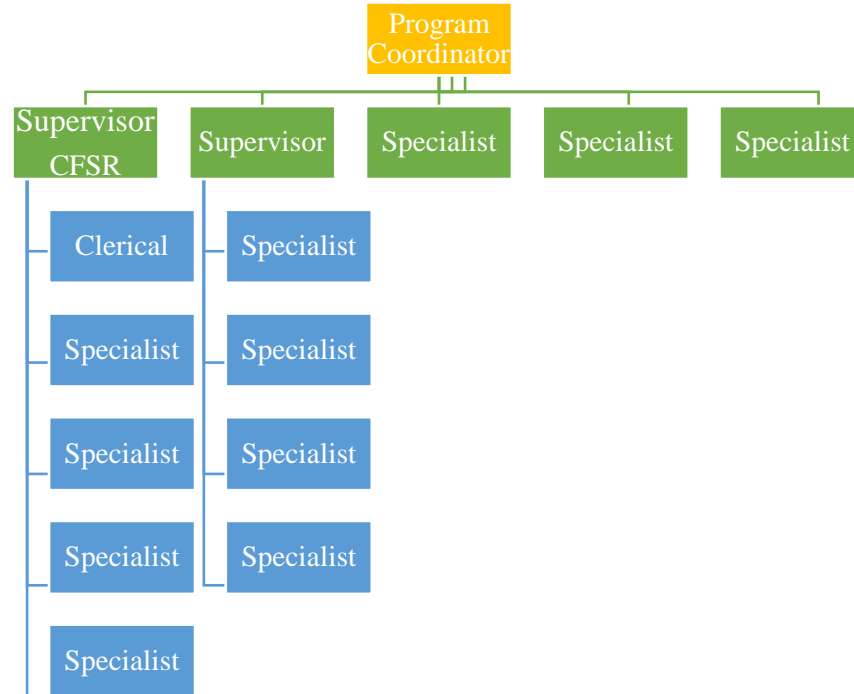 Program
Coordinator
Supervisor
CFSR
Supervisor
Specialist
Specialist
Specialist
Clerical
Specialist
Specialist
Specialist
Specialist
Specialist
Specialist
Specialist
Specialist